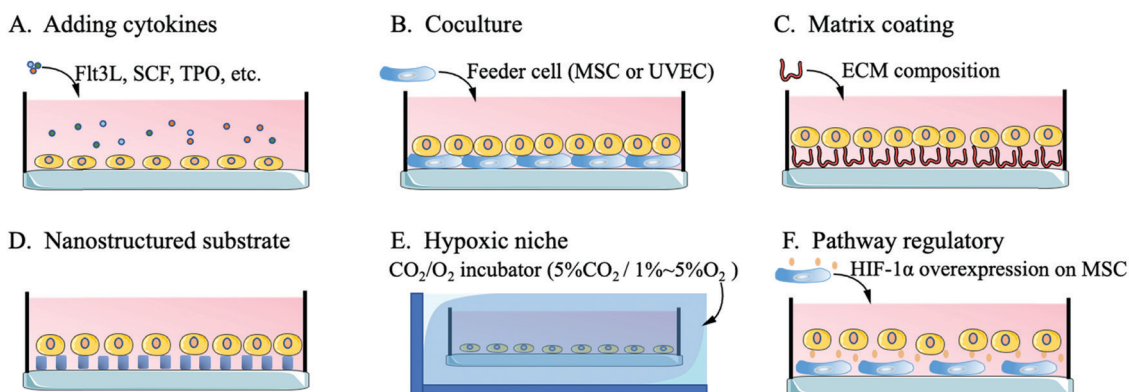 A. Adding cytokines
Flt3L, SCF, TPO, etc.
B. Coculture
Feeder cell (MSC or UVEC)
C. Matrix coating
ECM composition
D. Nanostructured substrate
E. Hypoxic niche
CO₂/O₂ incubator (5%CO₂ / 1%~5%O₂ )
F. Pathway regulatory
HIF-1α overexpression on MSC